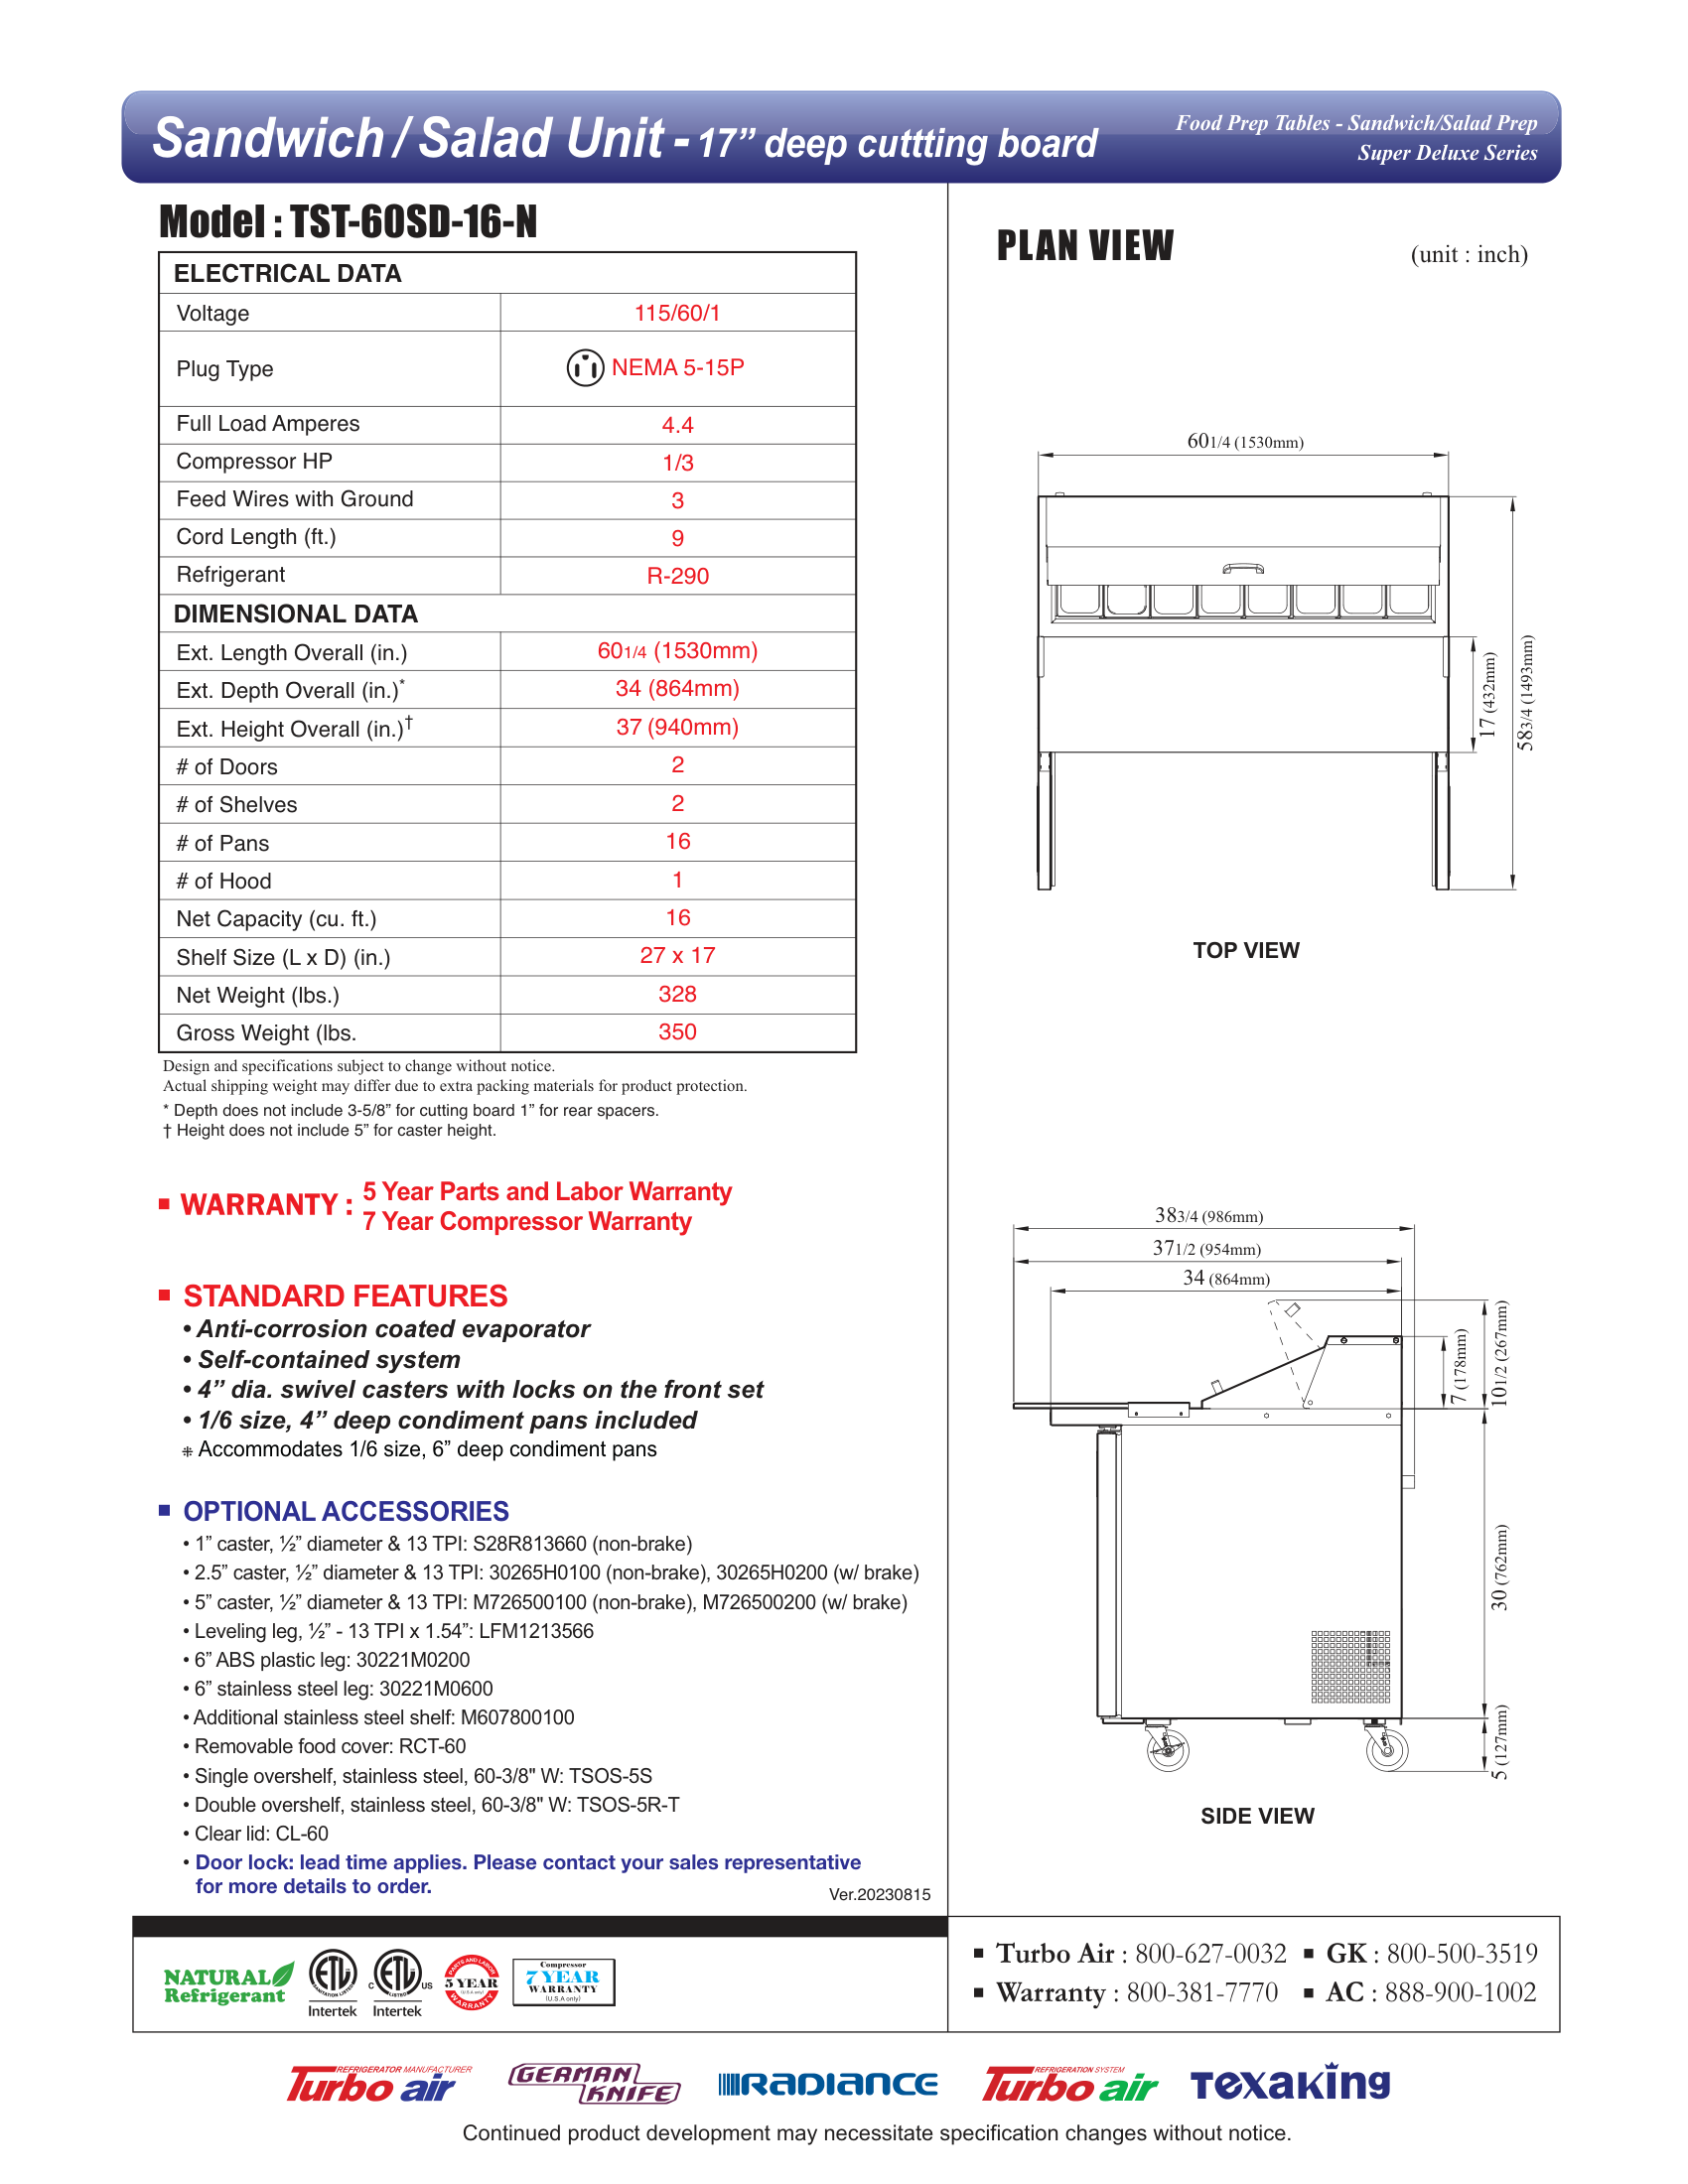 Sandwich / Salad Unit - 17” deep cuttting board
Food Prep Tables - Sandwich/Salad Prep
Super Deluxe Series
Model : TST-60SD-16-N
ELECTRICAL DATA
Voltage 115/60/1
Plug Type NEMA 5-15P
Full Load Amperes 4.4
Compressor HP 1/3
Feed Wires with Ground 3
Cord Length (ft.) 9
Refrigerant R-290
DIMENSIONAL DATA
Ext. Length Overall (in.) 601/4 (1530mm)
Ext. Depth Overall (in.)* 34 (864mm)
Ext. Height Overall (in.)† 37 (940mm)
# of Doors 2
# of Shelves 2
# of Pans 16
# of Hood 1
Net Capacity (cu. ft.) 16
Shelf Size (L x D) (in.) 27 x 17
Net Weight (lbs.) 328
Gross Weight (lbs. 350
Design and specifications subject to change without notice.
Actual shipping weight may differ due to extra packing materials for product protection.
* Depth does not include 3-5/8” for cutting board 1” for rear spacers.
† Height does not include 5” for caster height.
■ WARRANTY : 5 Year Parts and Labor Warranty
7 Year Compressor Warranty
■ STANDARD FEATURES
• Anti-corrosion coated evaporator
• Self-contained system
• 4” dia. swivel casters with locks on the front set
• 1/6 size, 4” deep condiment pans included
⁜ Accommodates 1/6 size, 6” deep condiment pans
■ OPTIONAL ACCESSORIES
• 1” caster, ½” diameter & 13 TPI: S28R813660 (non-brake)
• 2.5” caster, ½” diameter & 13 TPI: 30265H0100 (non-brake), 30265H0200 (w/ brake)
• 5” caster, ½” diameter & 13 TPI: M726500100 (non-brake), M726500200 (w/ brake)
• Leveling leg, ½” - 13 TPI x 1.54”: LFM1213566
• 6” ABS plastic leg: 30221M0200
• 6” stainless steel leg: 30221M0600
• Additional stainless steel shelf: M607800100
• Removable food cover: RCT-60
• Single overshelf, stainless steel, 60-3/8" W: TSOS-5S
• Double overshelf, stainless steel, 60-3/8" W: TSOS-5R-T
• Clear lid: CL-60
• Door lock: lead time applies. Please contact your sales representative
for more details to order.
Ver.20230815
PLAN VIEW
(unit : inch)
601/4 (1530mm)
17 (432mm)
583/4 (1493mm)
TOP VIEW
383/4 (986mm)
371/2 (954mm)
34 (864mm)
7 (178mm)
101/2 (267mm)
30 (762mm)
5 (127mm)
SIDE VIEW
NATURAL
Refrigerant
ETL
SANITATION LISTED
Intertek
C ETL US
LISTED
Intertek
PARTS AND LABOR
5 YEAR
(U.S.A only)
WARRANTY
Compressor
7 YEAR
WARRANTY
(U.S.A only)
■ Turbo Air : 800-627-0032 ■ GK : 800-500-3519
■ Warranty : 800-381-7770 ■ AC : 888-900-1002
REFRIGERATOR MANUFACTURER
Turbo air
GERMAN
KNIFE
RADIANCE
REFRIGERATION SYSTEM
Turbo air
Texaking
Continued product development may necessitate specification changes without notice.